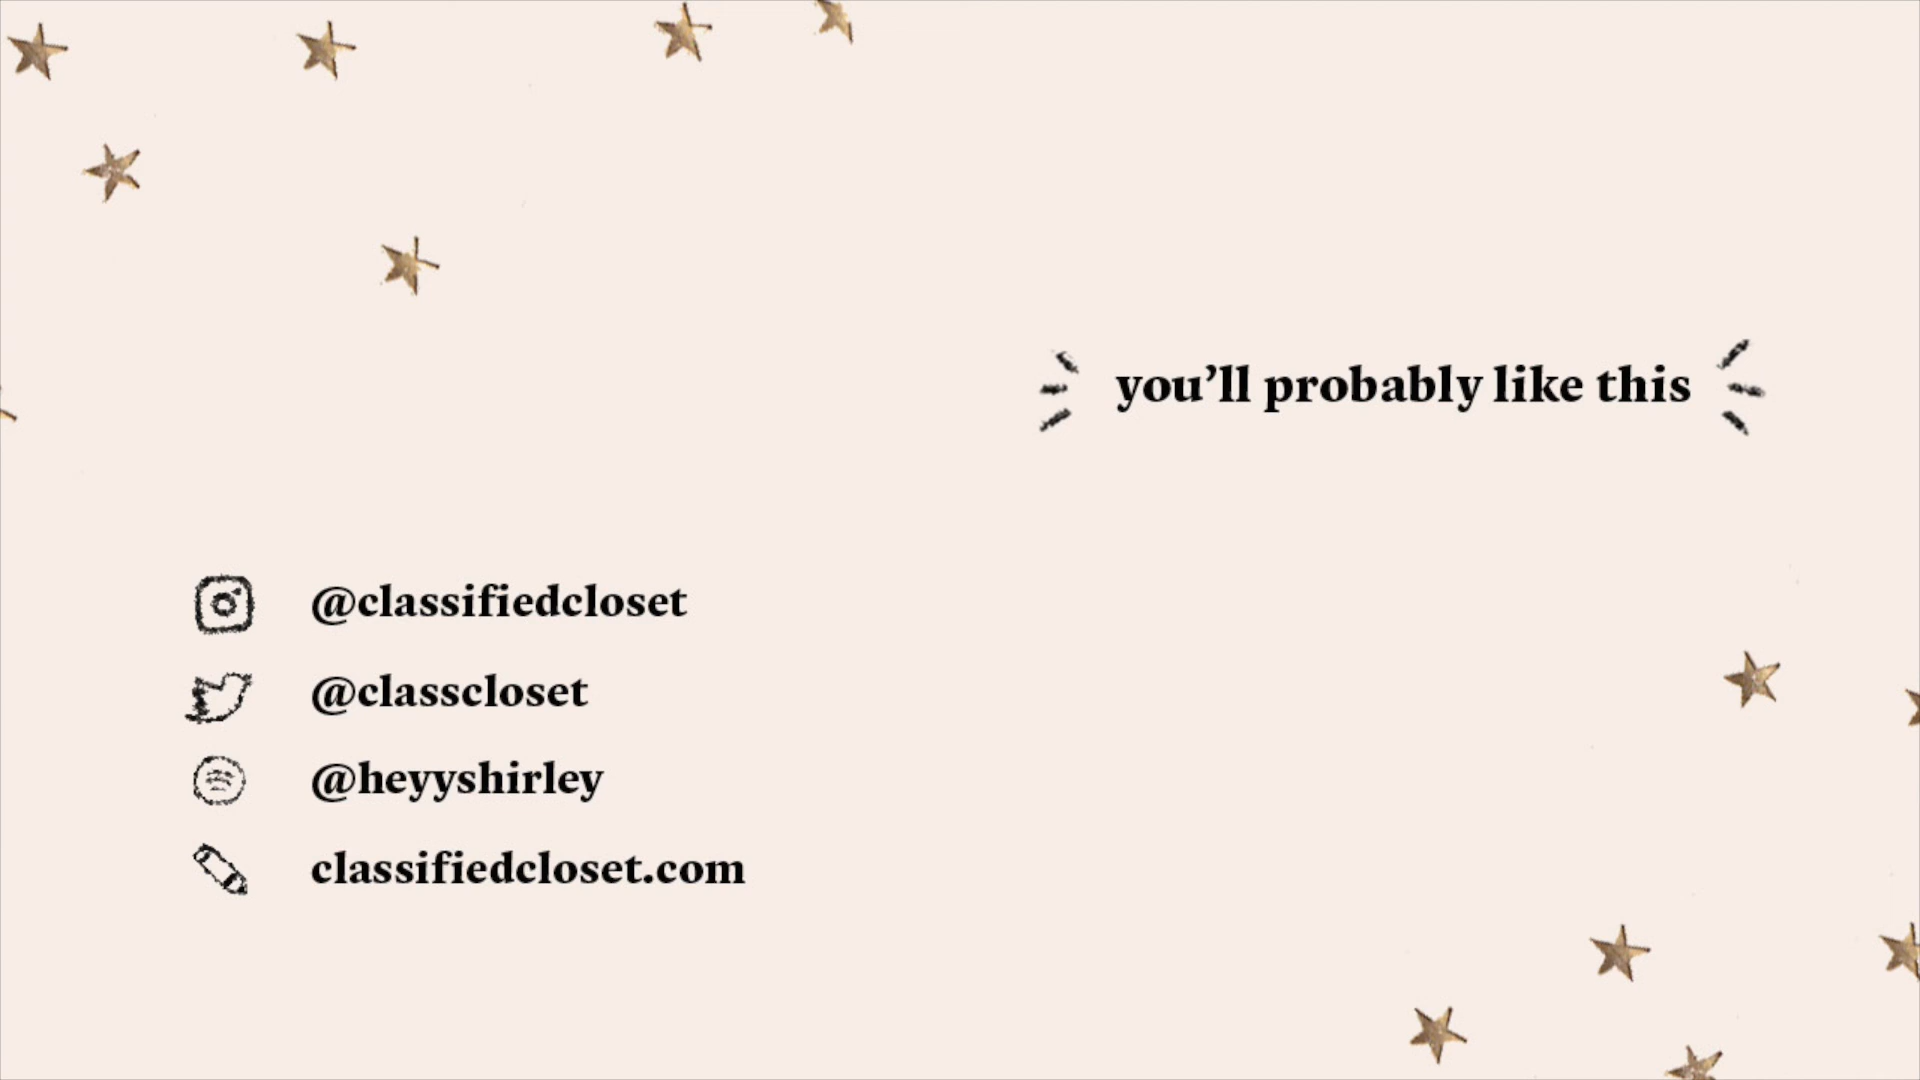 you’ll probably like this
@classifiedcloset
@classcloset
@heyyshirley
classifiedcloset.com